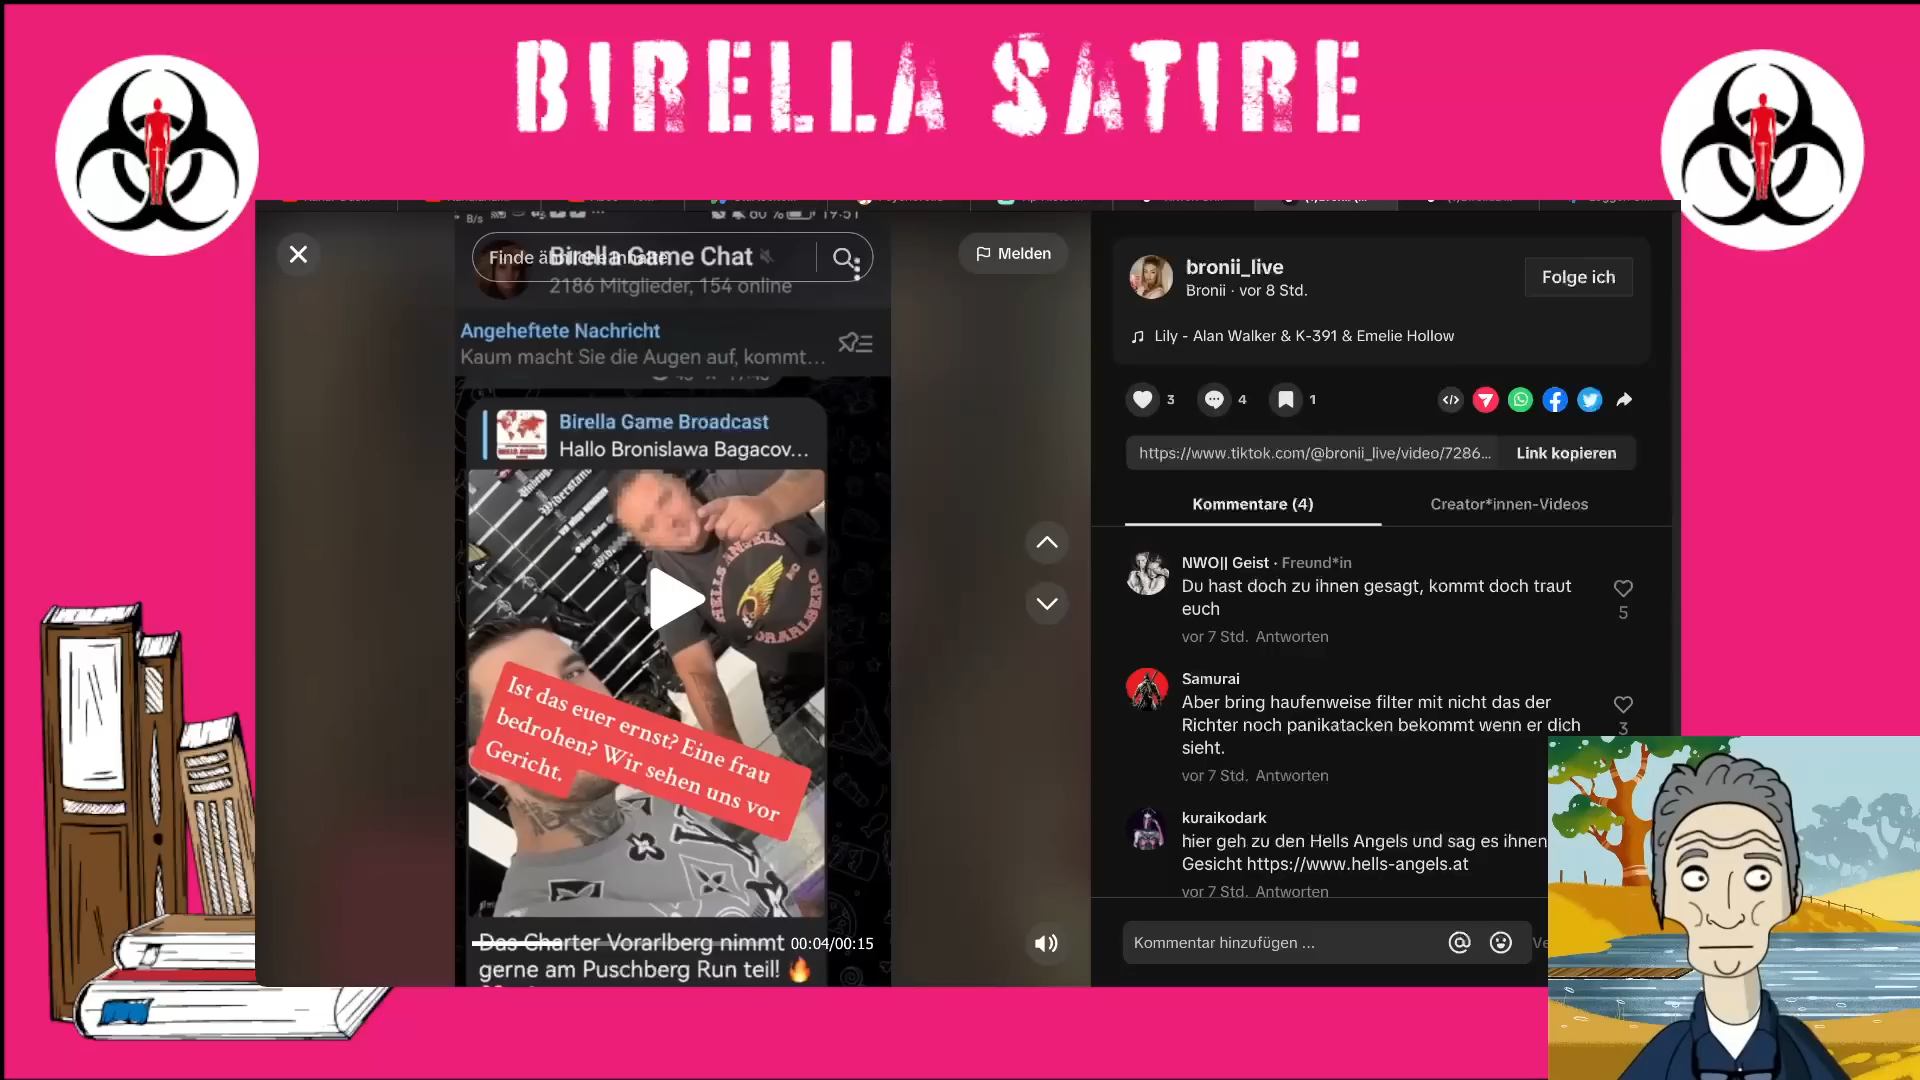 BIRELLA SATIRE
19:51
Birella Game Chat
2186 Mitglieder, 154 online
Melden
Angeheftete Nachricht
Kaum macht Sie die Augen auf, kommt...
Birella Game Broadcast
Hallo Bronislawa Bagacov...
HELLS ANGELS
MC
VORARLBERG
Ist das euer ernst? Eine frau
bedrohen? Wir sehen uns vor
Gericht.
Das Charter Vorarlberg nimmt
gerne am Puschberg Run teil! 🔥
00:04/00:15
bronii_live
Bronii · vor 8 Std.
Folge ich
Lily - Alan Walker & K-391 & Emelie Hollow
3
4
1
https://www.tiktok.com/@bronii_live/video/7286...
Link kopieren
Kommentare (4)
Creator*innen-Videos
NWO|| Geist · Freund*in
Du hast doch zu ihnen gesagt, kommt doch traut
euch
5
vor 7 Std. Antworten
Samurai
Aber bring haufenweise filter mit nicht das der
Richter noch panikatacken bekommt wenn er dich
sieht.
3
vor 7 Std. Antworten
kuraikodark
hier geh zu den Hells Angels und sag es ihnen
Gesicht https://www.hells-angels.at
vor 7 Std. Antworten
Kommentar hinzufügen ...